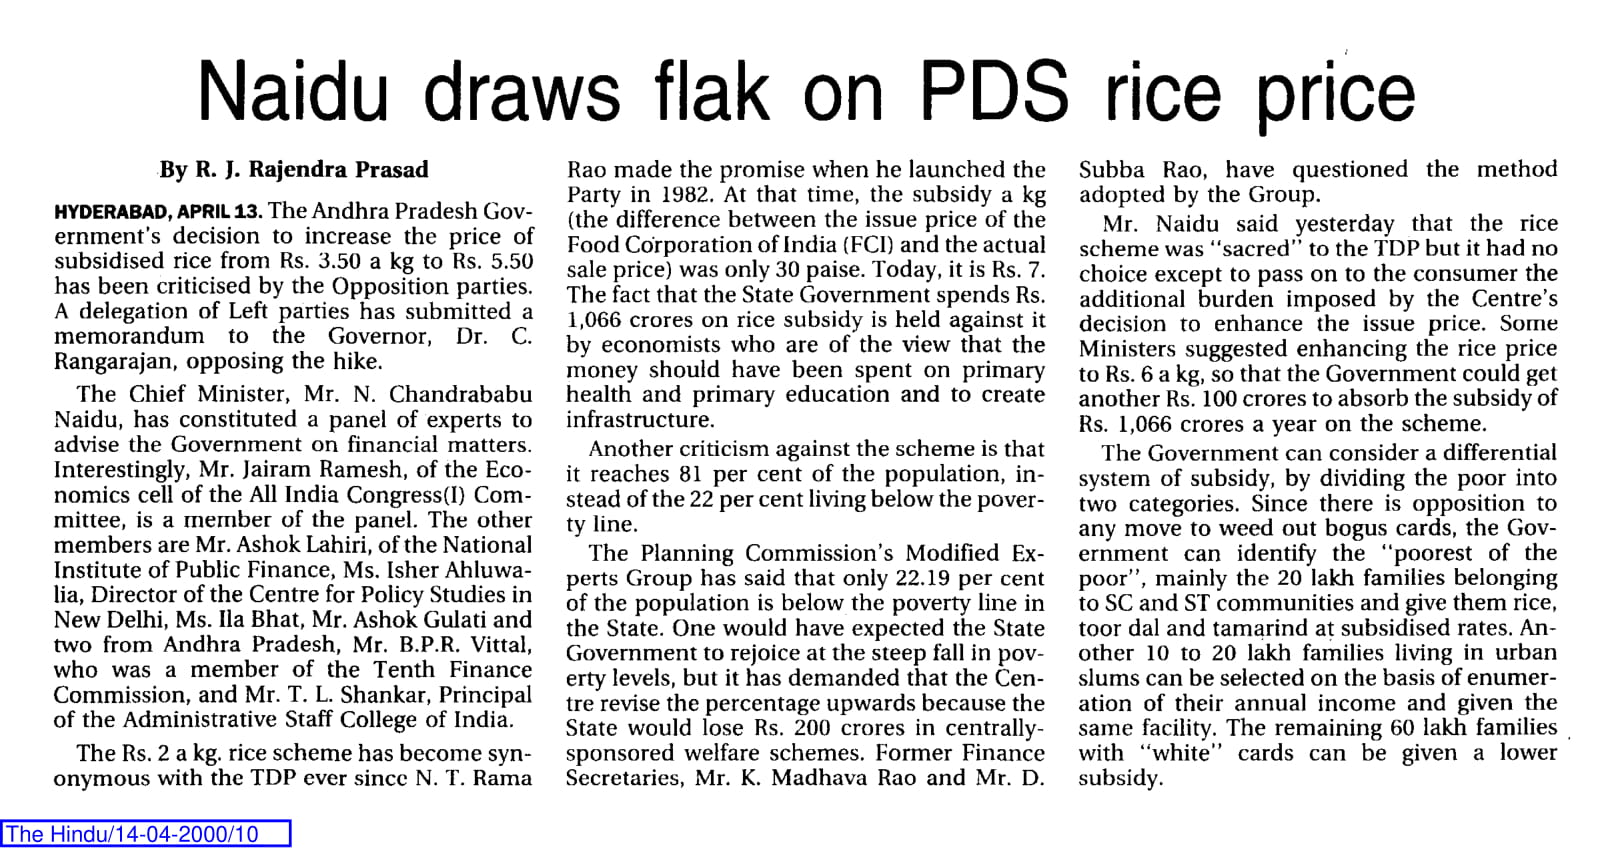 Naidu draws flak on PDS rice price
By R. J. Rajendra Prasad
HYDERABAD, APRIL 13. The Andhra Pradesh Gov-
ernment's decision to increase the price of
subsidised rice from Rs. 3.50 a kg to Rs. 5.50
has been criticised by the Opposition parties.
A delegation of Left parties has submitted a
memorandum to the Governor, Dr. C.
Rangarajan, opposing the hike.
The Chief Minister, Mr. N. Chandrababu
Naidu, has constituted a panel of experts to
advise the Government on financial matters.
Interestingly, Mr. Jairam Ramesh, of the Eco-
nomics cell of the All India Congress(I) Com-
mittee, is a member of the panel. The other
members are Mr. Ashok Lahiri, of the National
Institute of Public Finance, Ms. Isher Ahluwa-
lia, Director of the Centre for Policy Studies in
New Delhi, Ms. Ila Bhat, Mr. Ashok Gulati and
two from Andhra Pradesh, Mr. B.P.R. Vittal,
who was a member of the Tenth Finance
Commission, and Mr. T. L. Shankar, Principal
of the Administrative Staff College of India.
The Rs. 2 a kg. rice scheme has become syn-
onymous with the TDP ever since N. T. Rama
Rao made the promise when he launched the
Party in 1982. At that time, the subsidy a kg
(the difference between the issue price of the
Food Corporation of India (FCI) and the actual
sale price) was only 30 paise. Today, it is Rs. 7.
The fact that the State Government spends Rs.
1,066 crores on rice subsidy is held against it
by economists who are of the view that the
money should have been spent on primary
health and primary education and to create
infrastructure.
Another criticism against the scheme is that
it reaches 81 per cent of the population, in-
stead of the 22 per cent living below the pover-
ty line.
The Planning Commission's Modified Ex-
perts Group has said that only 22.19 per cent
of the population is below the poverty line in
the State. One would have expected the State
Government to rejoice at the steep fall in pov-
erty levels, but it has demanded that the Cen-
tre revise the percentage upwards because the
State would lose Rs. 200 crores in centrally-
sponsored welfare schemes. Former Finance
Secretaries, Mr. K. Madhava Rao and Mr. D.
Subba Rao, have questioned the method
adopted by the Group.
Mr. Naidu said yesterday that the rice
scheme was "sacred" to the TDP but it had no
choice except to pass on to the consumer the
additional burden imposed by the Centre's
decision to enhance the issue price. Some
Ministers suggested enhancing the rice price
to Rs. 6 a kg, so that the Government could get
another Rs. 100 crores to absorb the subsidy of
Rs. 1,066 crores a year on the scheme.
The Government can consider a differential
system of subsidy, by dividing the poor into
two categories. Since there is opposition to
any move to weed out bogus cards, the Gov-
ernment can identify the "poorest of the
poor", mainly the 20 lakh families belonging
to SC and ST communities and give them rice,
toor dal and tamarind at subsidised rates. An-
other 10 to 20 lakh families living in urban
slums can be selected on the basis of enumer-
ation of their annual income and given the
same facility. The remaining 60 lakh families
with "white" cards can be given a lower
subsidy.
The Hindu/14-04-2000/10